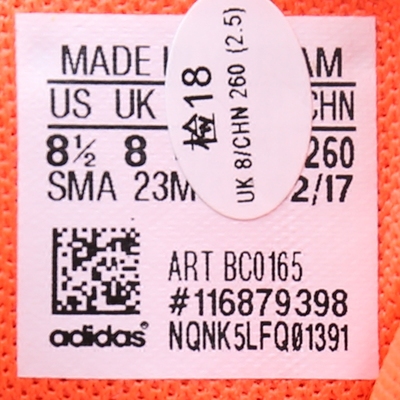 MADE AM
US UK CHN
8½ 8 260
SMA 23M 2/17
检18
UK 8/CHN 260 (2.5)
ART BC0165
#116879398
adidas® NQNK5LFQ01391